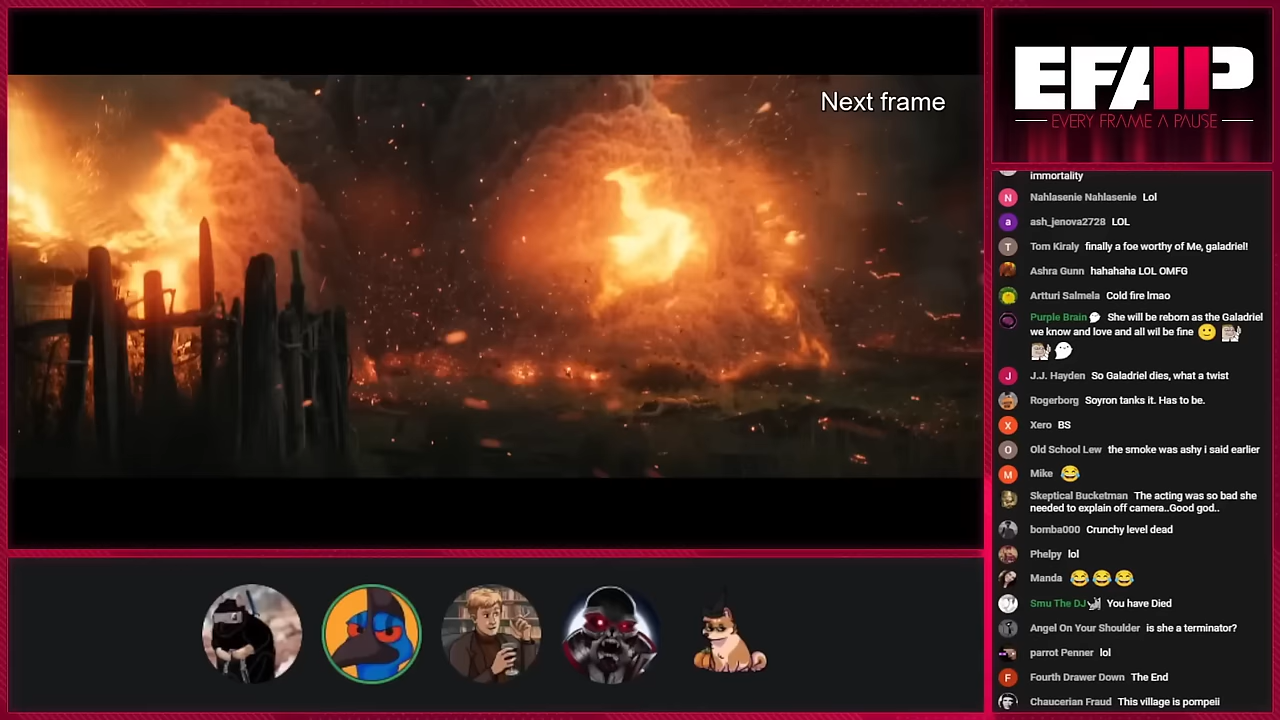 Next frame
EFAP
EVERY FRAME A PAUSE
immortality
N Nahlasenie Nahlasenie Lol
a ash_jenova2728 LOL
T Tom Kiraly finally a foe worthy of Me, galadriel!
Ashra Gunn hahahaha LOL OMFG
Artturi Salmela Cold fire lmao
Purple Brain She will be reborn as the Galadriel
we know and love and all wil be fine
J J.J. Hayden So Galadriel dies, what a twist
Rogerborg Soyron tanks it. Has to be.
X Xero BS
O Old School Lew the smoke was ashy i said earlier
M Mike
Skeptical Bucketman The acting was so bad she
needed to explain off camera..Good god..
bomba000 Crunchy level dead
Phelpy lol
Manda
Smu The DJ You have Died
Angel On Your Shoulder is she a terminator?
parrot Penner lol
F Fourth Drawer Down The End
Chaucerian Fraud This village is pompeii